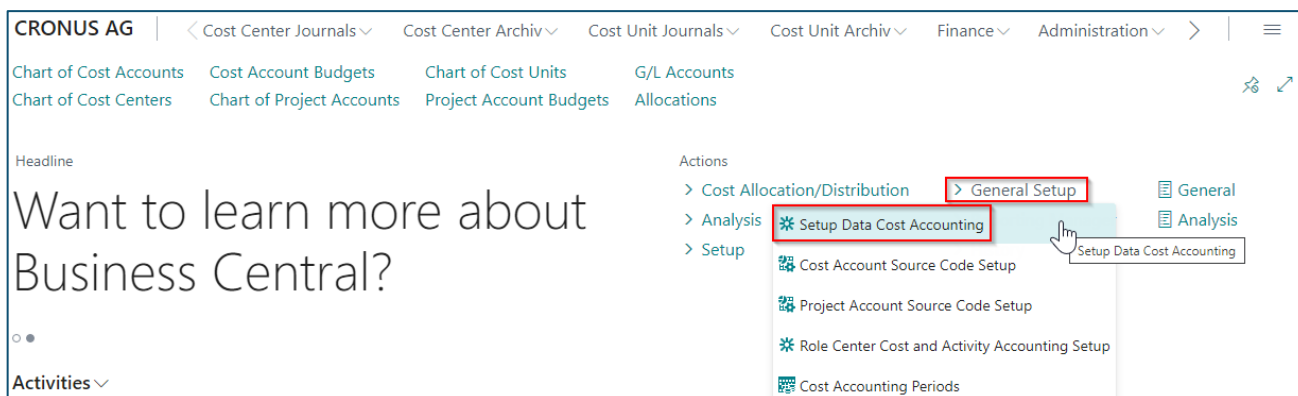 CRONUS AG Cost Center Journals Cost Center Archiv Cost Unit Journals Cost Unit Archiv Finance Administration
Chart of Cost Accounts Cost Account Budgets Chart of Cost Units G/L Accounts
Chart of Cost Centers Chart of Project Accounts Project Account Budgets Allocations
Headline
Want to learn more about
Business Central?
Activities
Actions
Cost Allocation/Distribution General Setup General
Analysis Setup Data Cost Accounting Analysis
Setup Data Cost Accounting
Setup Cost Account Source Code Setup
Project Account Source Code Setup
Role Center Cost and Activity Accounting Setup
Cost Accounting Periods